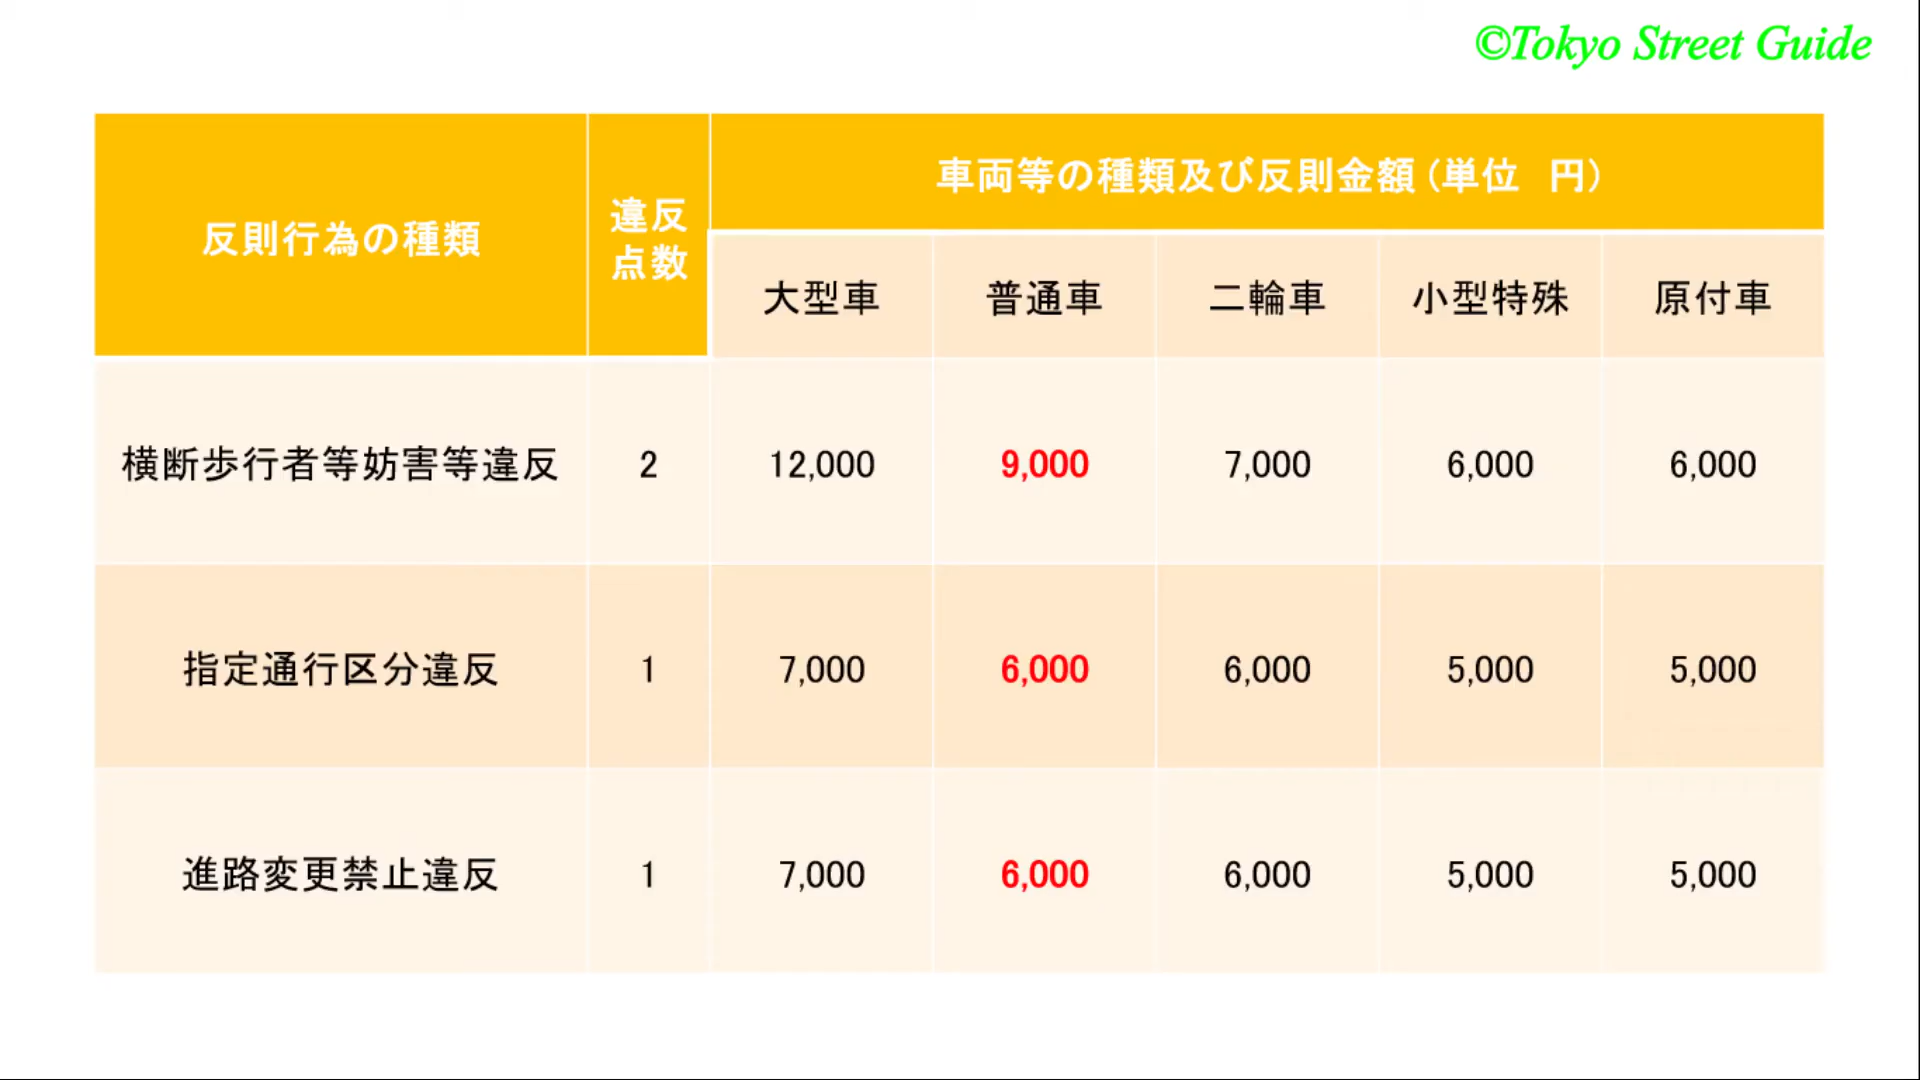 ©Tokyo Street Guide
反則行為の種類
違反
点数
車両等の種類及び反則金額(単位　円)
大型車 普通車 二輪車 小型特殊 原付車
横断歩行者等妨害等違反 2 12,000 9,000 7,000 6,000 6,000
指定通行区分違反 1 7,000 6,000 6,000 5,000 5,000
進路変更禁止違反 1 7,000 6,000 6,000 5,000 5,000